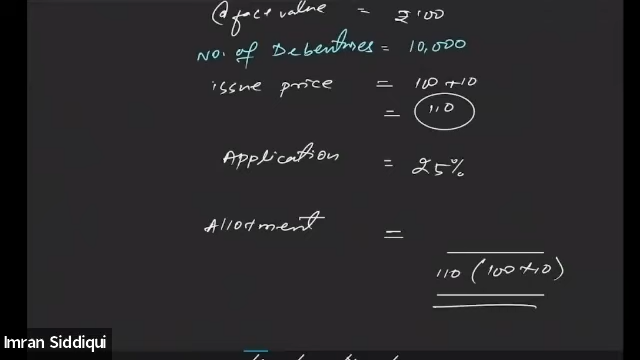 @face value = ₹100
No. of Debentures = 10,000
issue price = 100+10
= 110
Application = 25%
Allotment =
110 (100+10)
Imran Siddiqui